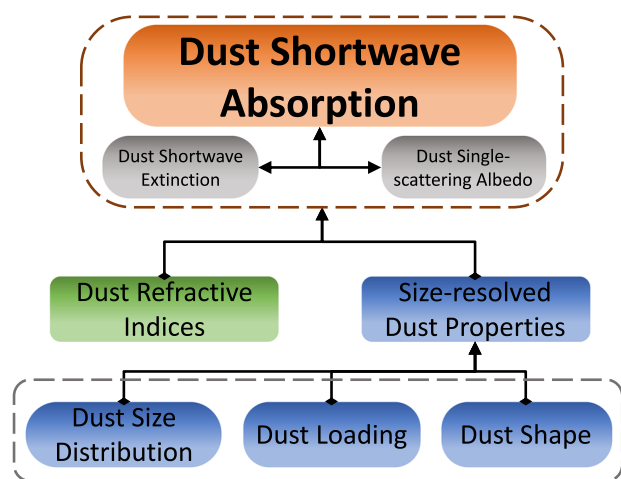 Dust Shortwave
Absorption
Dust Shortwave
Extinction
Dust Single-
scattering Albedo
Dust Refractive
Indices
Size-resolved
Dust Properties
Dust Size
Distribution
Dust Loading
Dust Shape